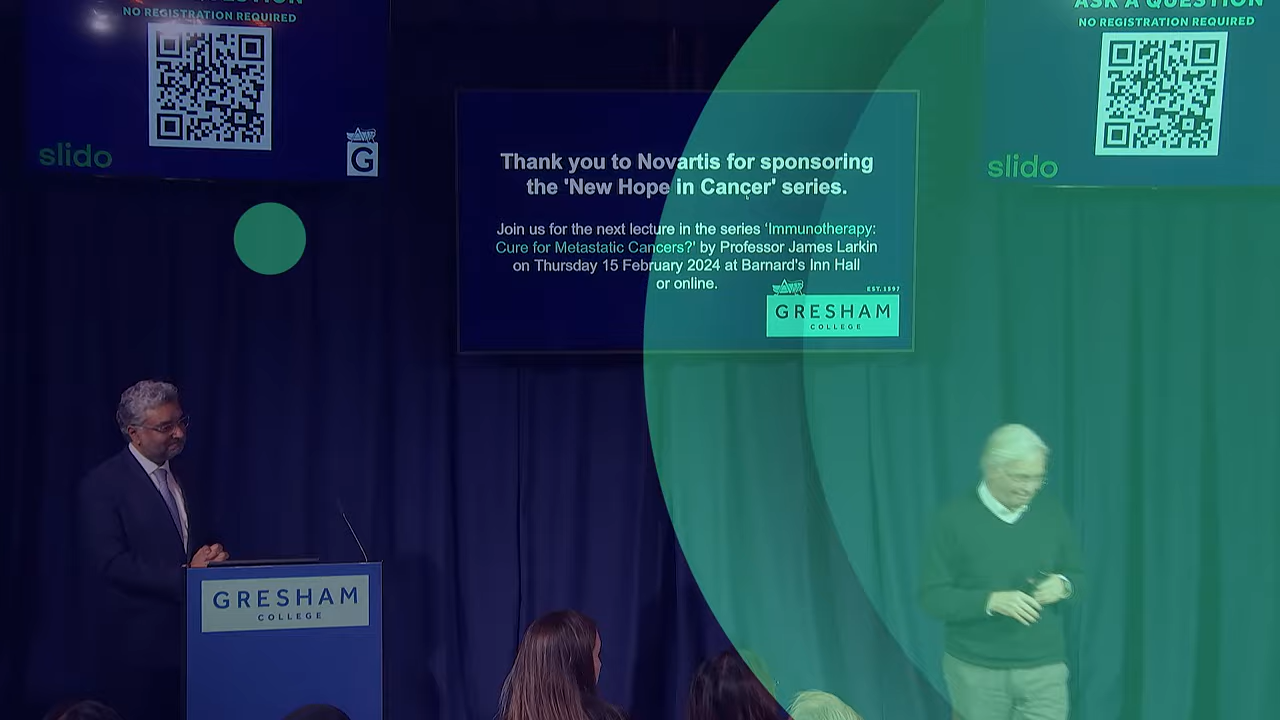 ASK A QUESTION
NO REGISTRATION REQUIRED
slido
G
Thank you to Novartis for sponsoring
the 'New Hope in Cancer' series.
Join us for the next lecture in the series 'Immunotherapy:
Cure for Metastatic Cancers?' by Professor James Larkin
on Thursday 15 February 2024 at Barnard's Inn Hall
or online.
EST. 1597
GRESHAM
COLLEGE
ASK A QUESTION
NO REGISTRATION REQUIRED
slido
GRESHAM
COLLEGE